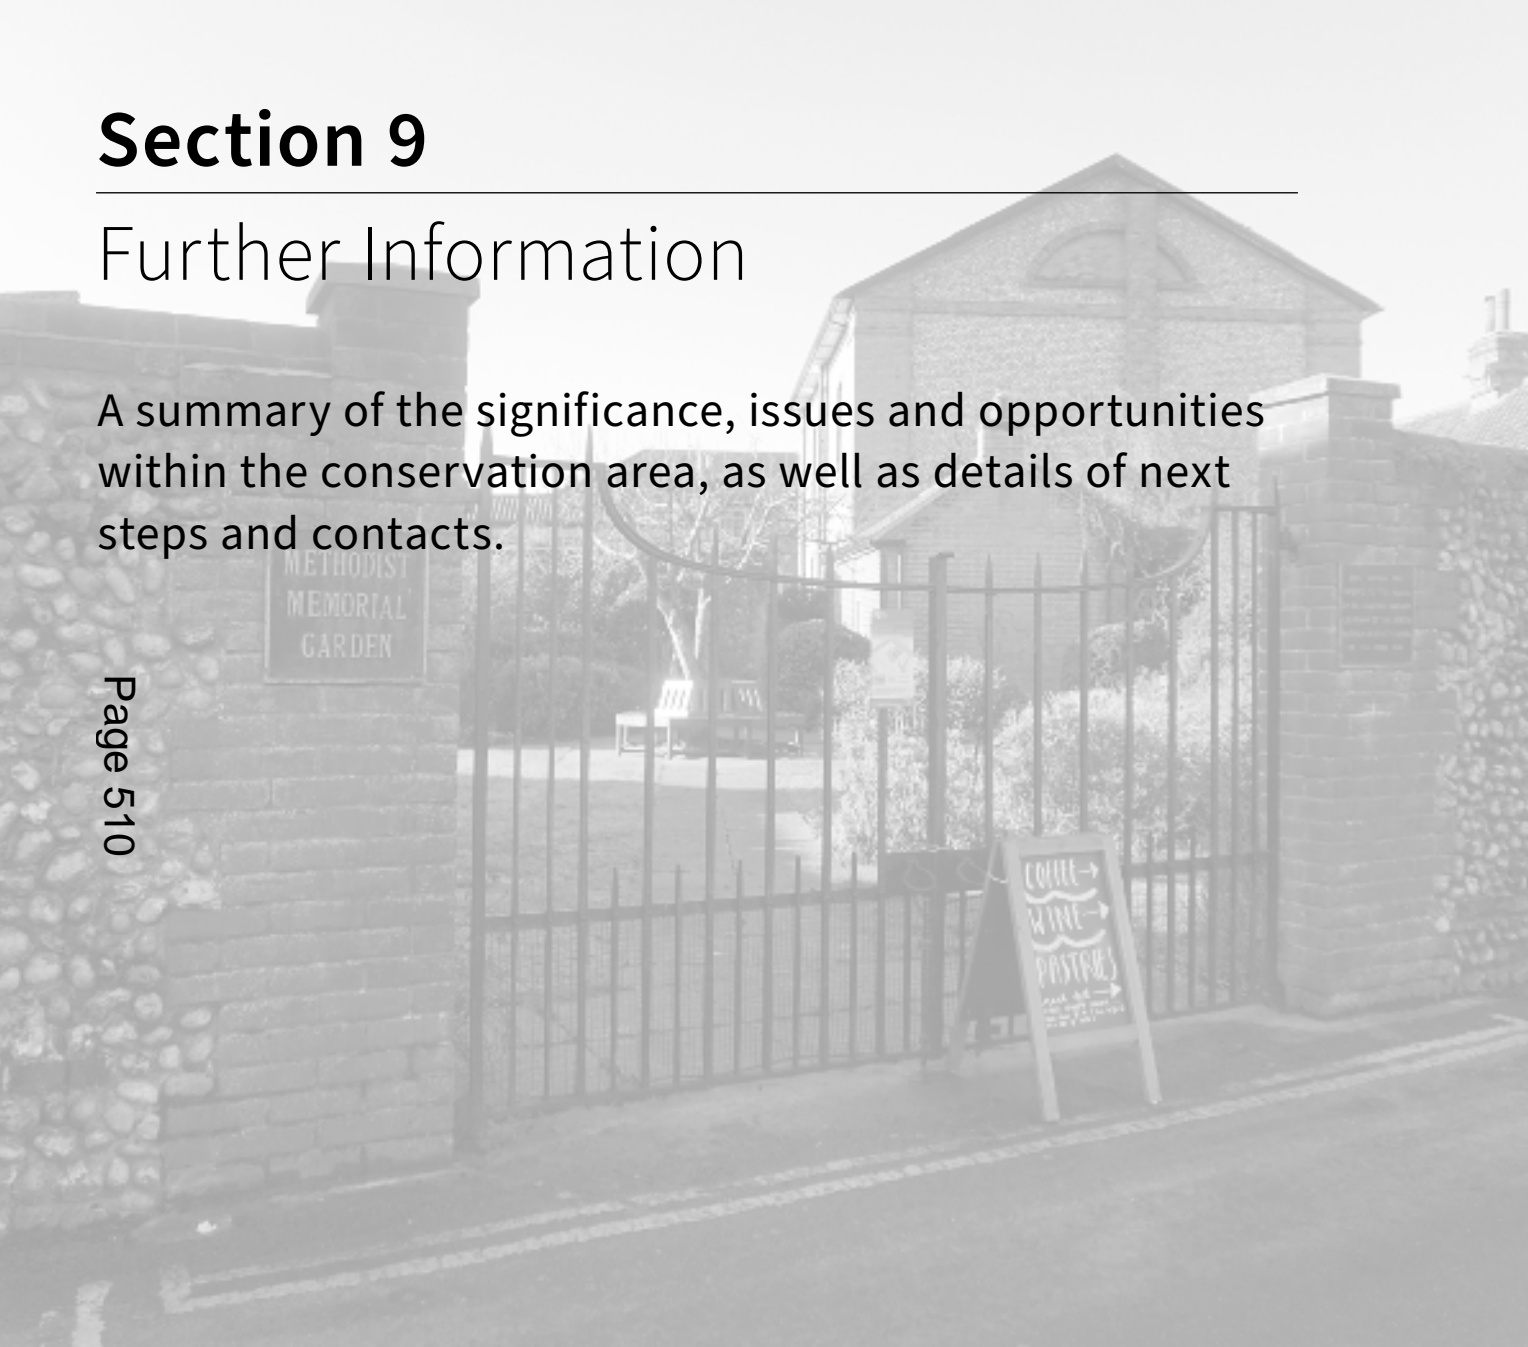 Section 9
Further Information
A summary of the significance, issues and opportunities
within the conservation area, as well as details of next
steps and contacts.
METHODIST
MEMORIAL
GARDEN
Page 510
COFFEE→
WINE→
PASTRIES